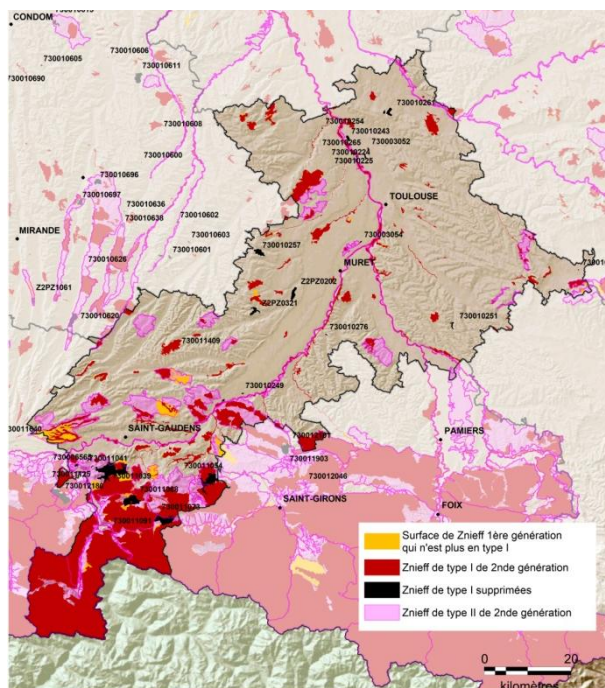 CONDOM
730010606
730010605
730010611
730010690
730010261
730010608
730010254
730010243
730010265
730003052
730010224
730010225
730010600
730010696
730010697
TOULOUSE
730010636
730010638
730010602
730010603
MIRANDE
730003054
730010257
730010601
730010626
MURET
Z2PZ1061
Z2PZ0202
Z2PZ0321
730010620
730010251
730010276
730011409
730010249
SAINT-GAUDENS
PAMIERS
730011041
730011903
730012046
SAINT-GIRONS
FOIX
Surface de Znieff 1ère génération
qui n'est plus en type I
Znieff de type I de 2nde génération
Znieff de type I supprimées
Znieff de type II de 2nde génération
0 20
kilomètres